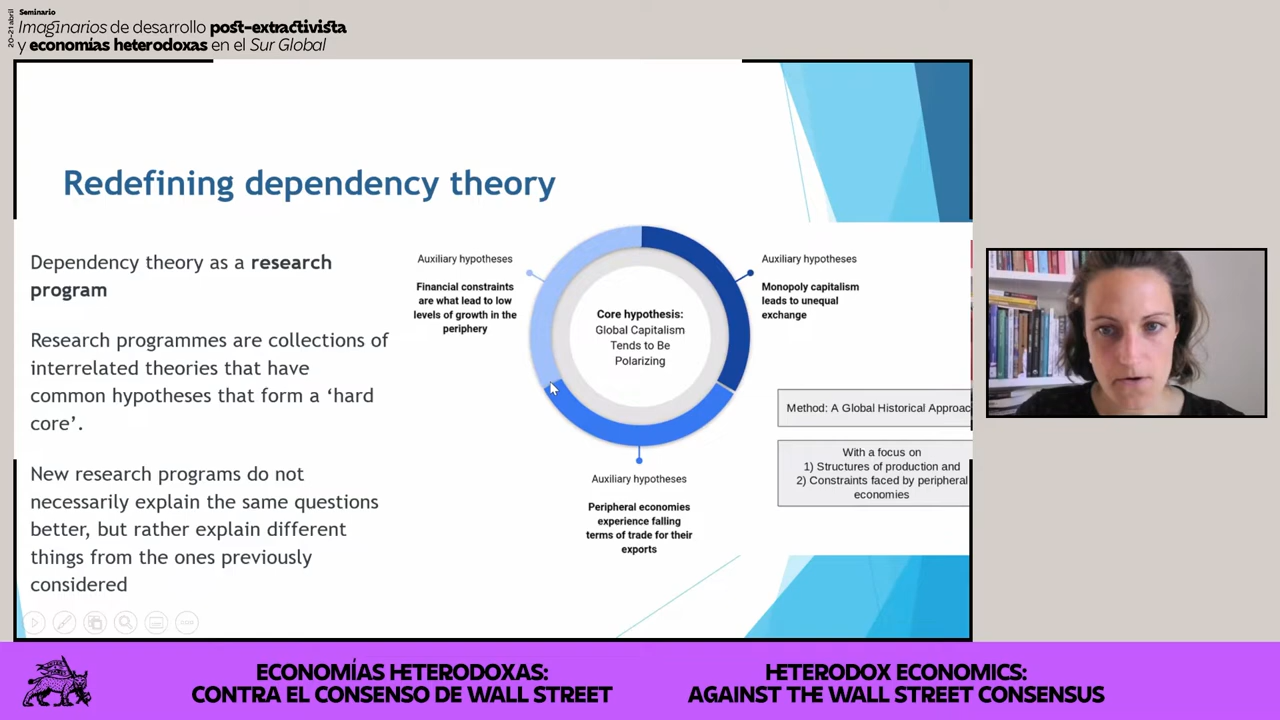 20-21 abril
Seminario
Imaginarios de desarrollo post-extractivista
y economías heterodoxas en el Sur Global
Redefining dependency theory
Dependency theory as a research
program
Research programmes are collections of
interrelated theories that have
common hypotheses that form a ‘hard
core’.
New research programs do not
necessarily explain the same questions
better, but rather explain different
things from the ones previously
considered
Auxiliary hypotheses
Financial constraints
are what lead to low
levels of growth in the
periphery
Core hypothesis:
Global Capitalism
Tends to Be
Polarizing
Auxiliary hypotheses
Monopoly capitalism
leads to unequal
exchange
Auxiliary hypotheses
Peripheral economies
experience falling
terms of trade for their
exports
Method: A Global Historical Approac
With a focus on
1) Structures of production and
2) Constraints faced by peripheral
economies
ECONOMÍAS HETERODOXAS:
CONTRA EL CONSENSO DE WALL STREET
HETERODOX ECONOMICS:
AGAINST THE WALL STREET CONSENSUS